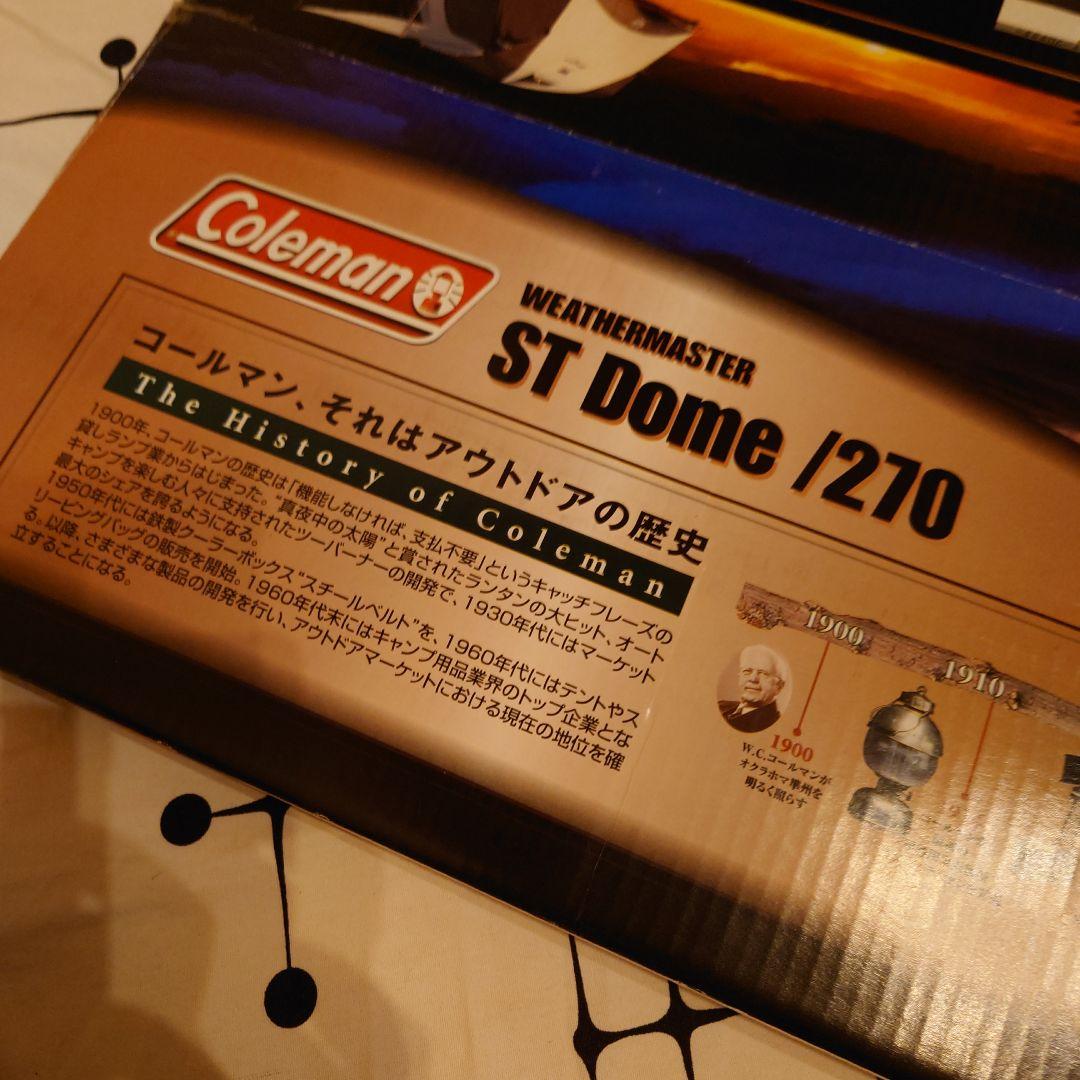 Coleman
WEATHERMASTER
ST Dome /270
コールマン、それはアウトドアの歴史
The History of Coleman
1900年、コールマンの歴史は「機能しなければ、支払不要」というキャッチフレーズの
貸しランプ業からはじまった。“真夜中の太陽”と賞されたランタンの大ヒット、オート
キャンプを楽しむ人々に支持されたツーバーナーの開発で、1930年代にはマーケット
最大のシェアを誇るようになる。
1950年代には鉄製クーラーボックス“スチールベルト”を、1960年代にはテントやス
リーピングバッグの販売を開始。1960年代末にはキャンプ用品業界のトップ企業とな
る。以降、さまざまな製品の開発を行い、アウトドアマーケットにおける現在の地位を確
立することになる。
1900
1910
1900
W.C.コールマンが
オクラホマ準州を
明るく照らす